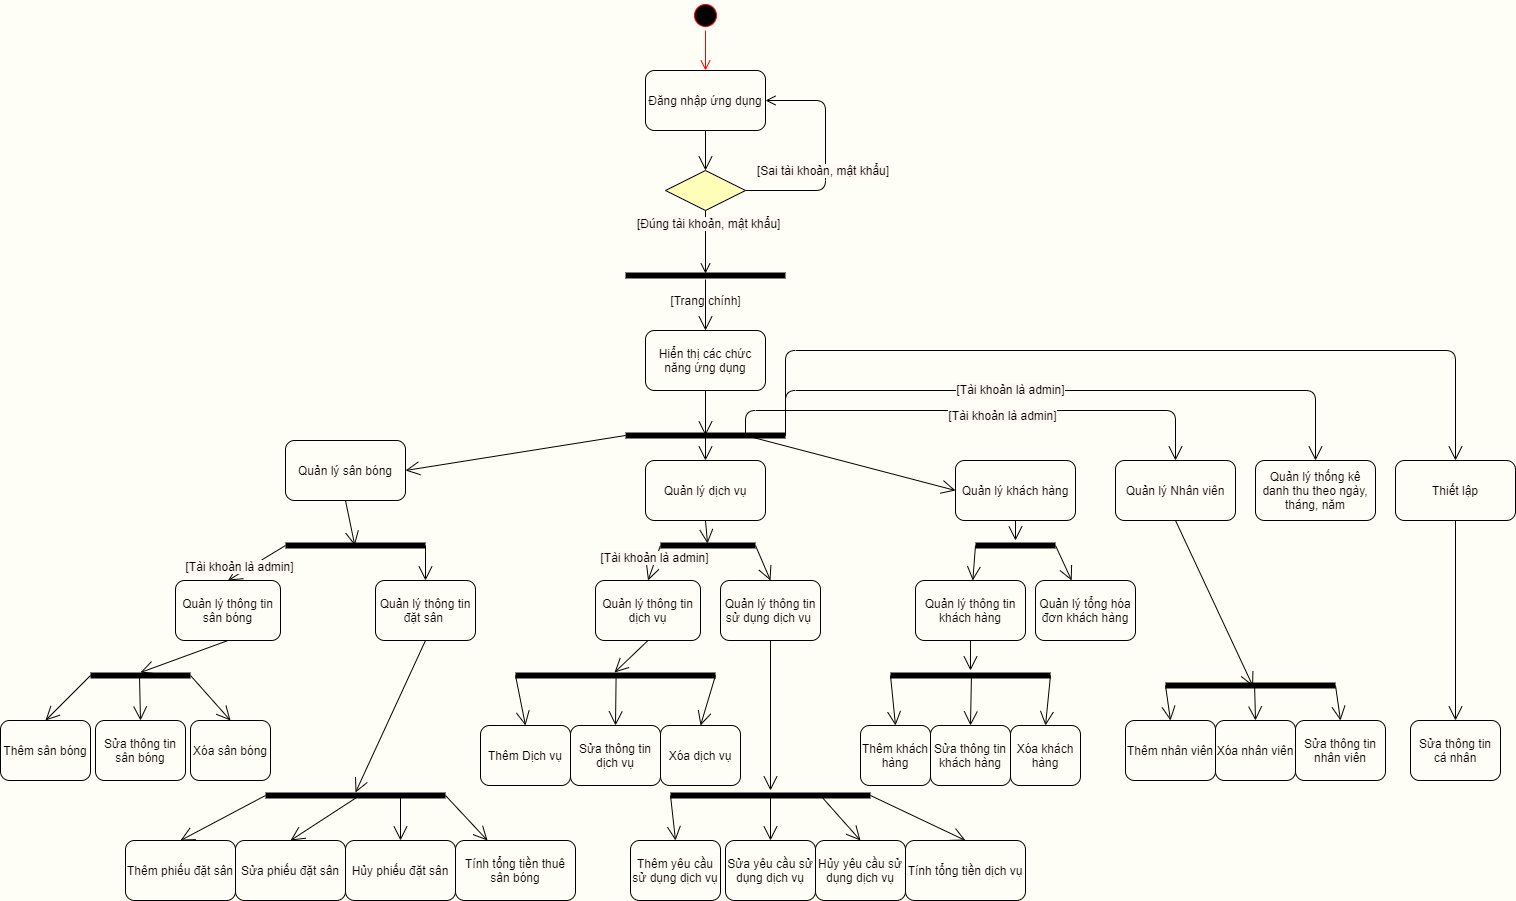 Đăng nhập ứng dụng
[Sai tài khoản, mật khẩu]
[Đúng tài khoản, mật khẩu]
[Trang chính]
Hiển thị các chức
năng ứng dụng
[Tài khoản là admin]
[Tài khoản là admin]
Quản lý sân bóng
Quản lý dịch vụ
Quản lý khách hàng
Quản lý Nhân viên
Quản lý thống kê
danh thu theo ngày,
tháng, năm
Thiết lập
[Tài khoản là admin]
[Tài khoản là admin]
Quản lý thông tin
sân bóng
Quản lý thông tin
đặt sân
Quản lý thông tin
dịch vụ
Quản lý thông tin
sử dụng dịch vụ
Quản lý thông tin
khách hàng
Quản lý tổng hóa
đơn khách hàng
Thêm sân bóng
Sửa thông tin
sân bóng
Xóa sân bóng
Thêm Dịch vụ
Sửa thông tin
dịch vụ
Xóa dịch vụ
Thêm khách
hàng
Sửa thông tin
khách hàng
Xóa khách
hàng
Thêm nhân viên
Xóa nhân viên
Sửa thông tin
nhân viên
Sửa thông tin
cá nhân
Thêm phiếu đặt sân
Sửa phiếu đặt sân
Hủy phiếu đặt sân
Tính tổng tiền thuê
sân bóng
Thêm yêu cầu
sử dụng dịch vụ
Sửa yêu cầu sử
dụng dịch vụ
Hủy yêu cầu sử
dụng dịch vụ
Tính tổng tiền dịch vụ